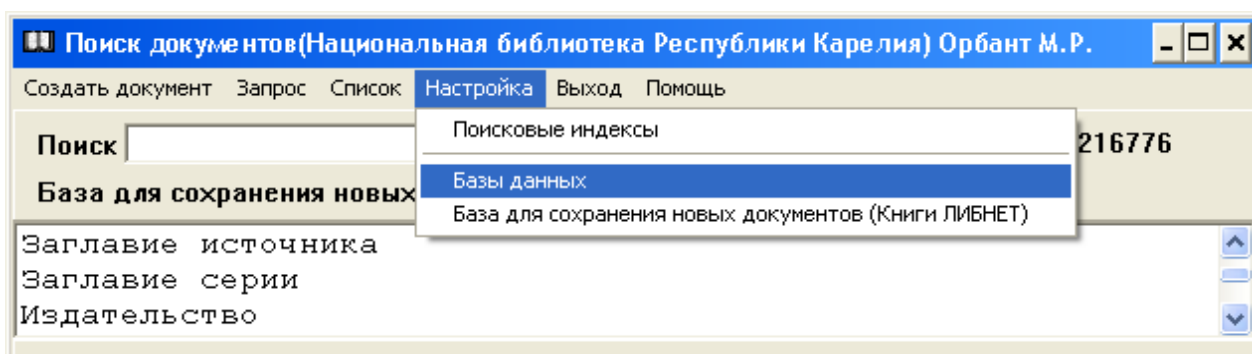 Поиск документов(Национальная библиотека Республики Карелия) Орбант М.Р.
Создать документ Запрос Список Настройка Выход Помощь
Поисковые индексы
Поиск 216776
Базы данных
База для сохранения новых
База для сохранения новых документов (Книги ЛИБНЕТ)
Заглавие источника
Заглавие серии
Издательство